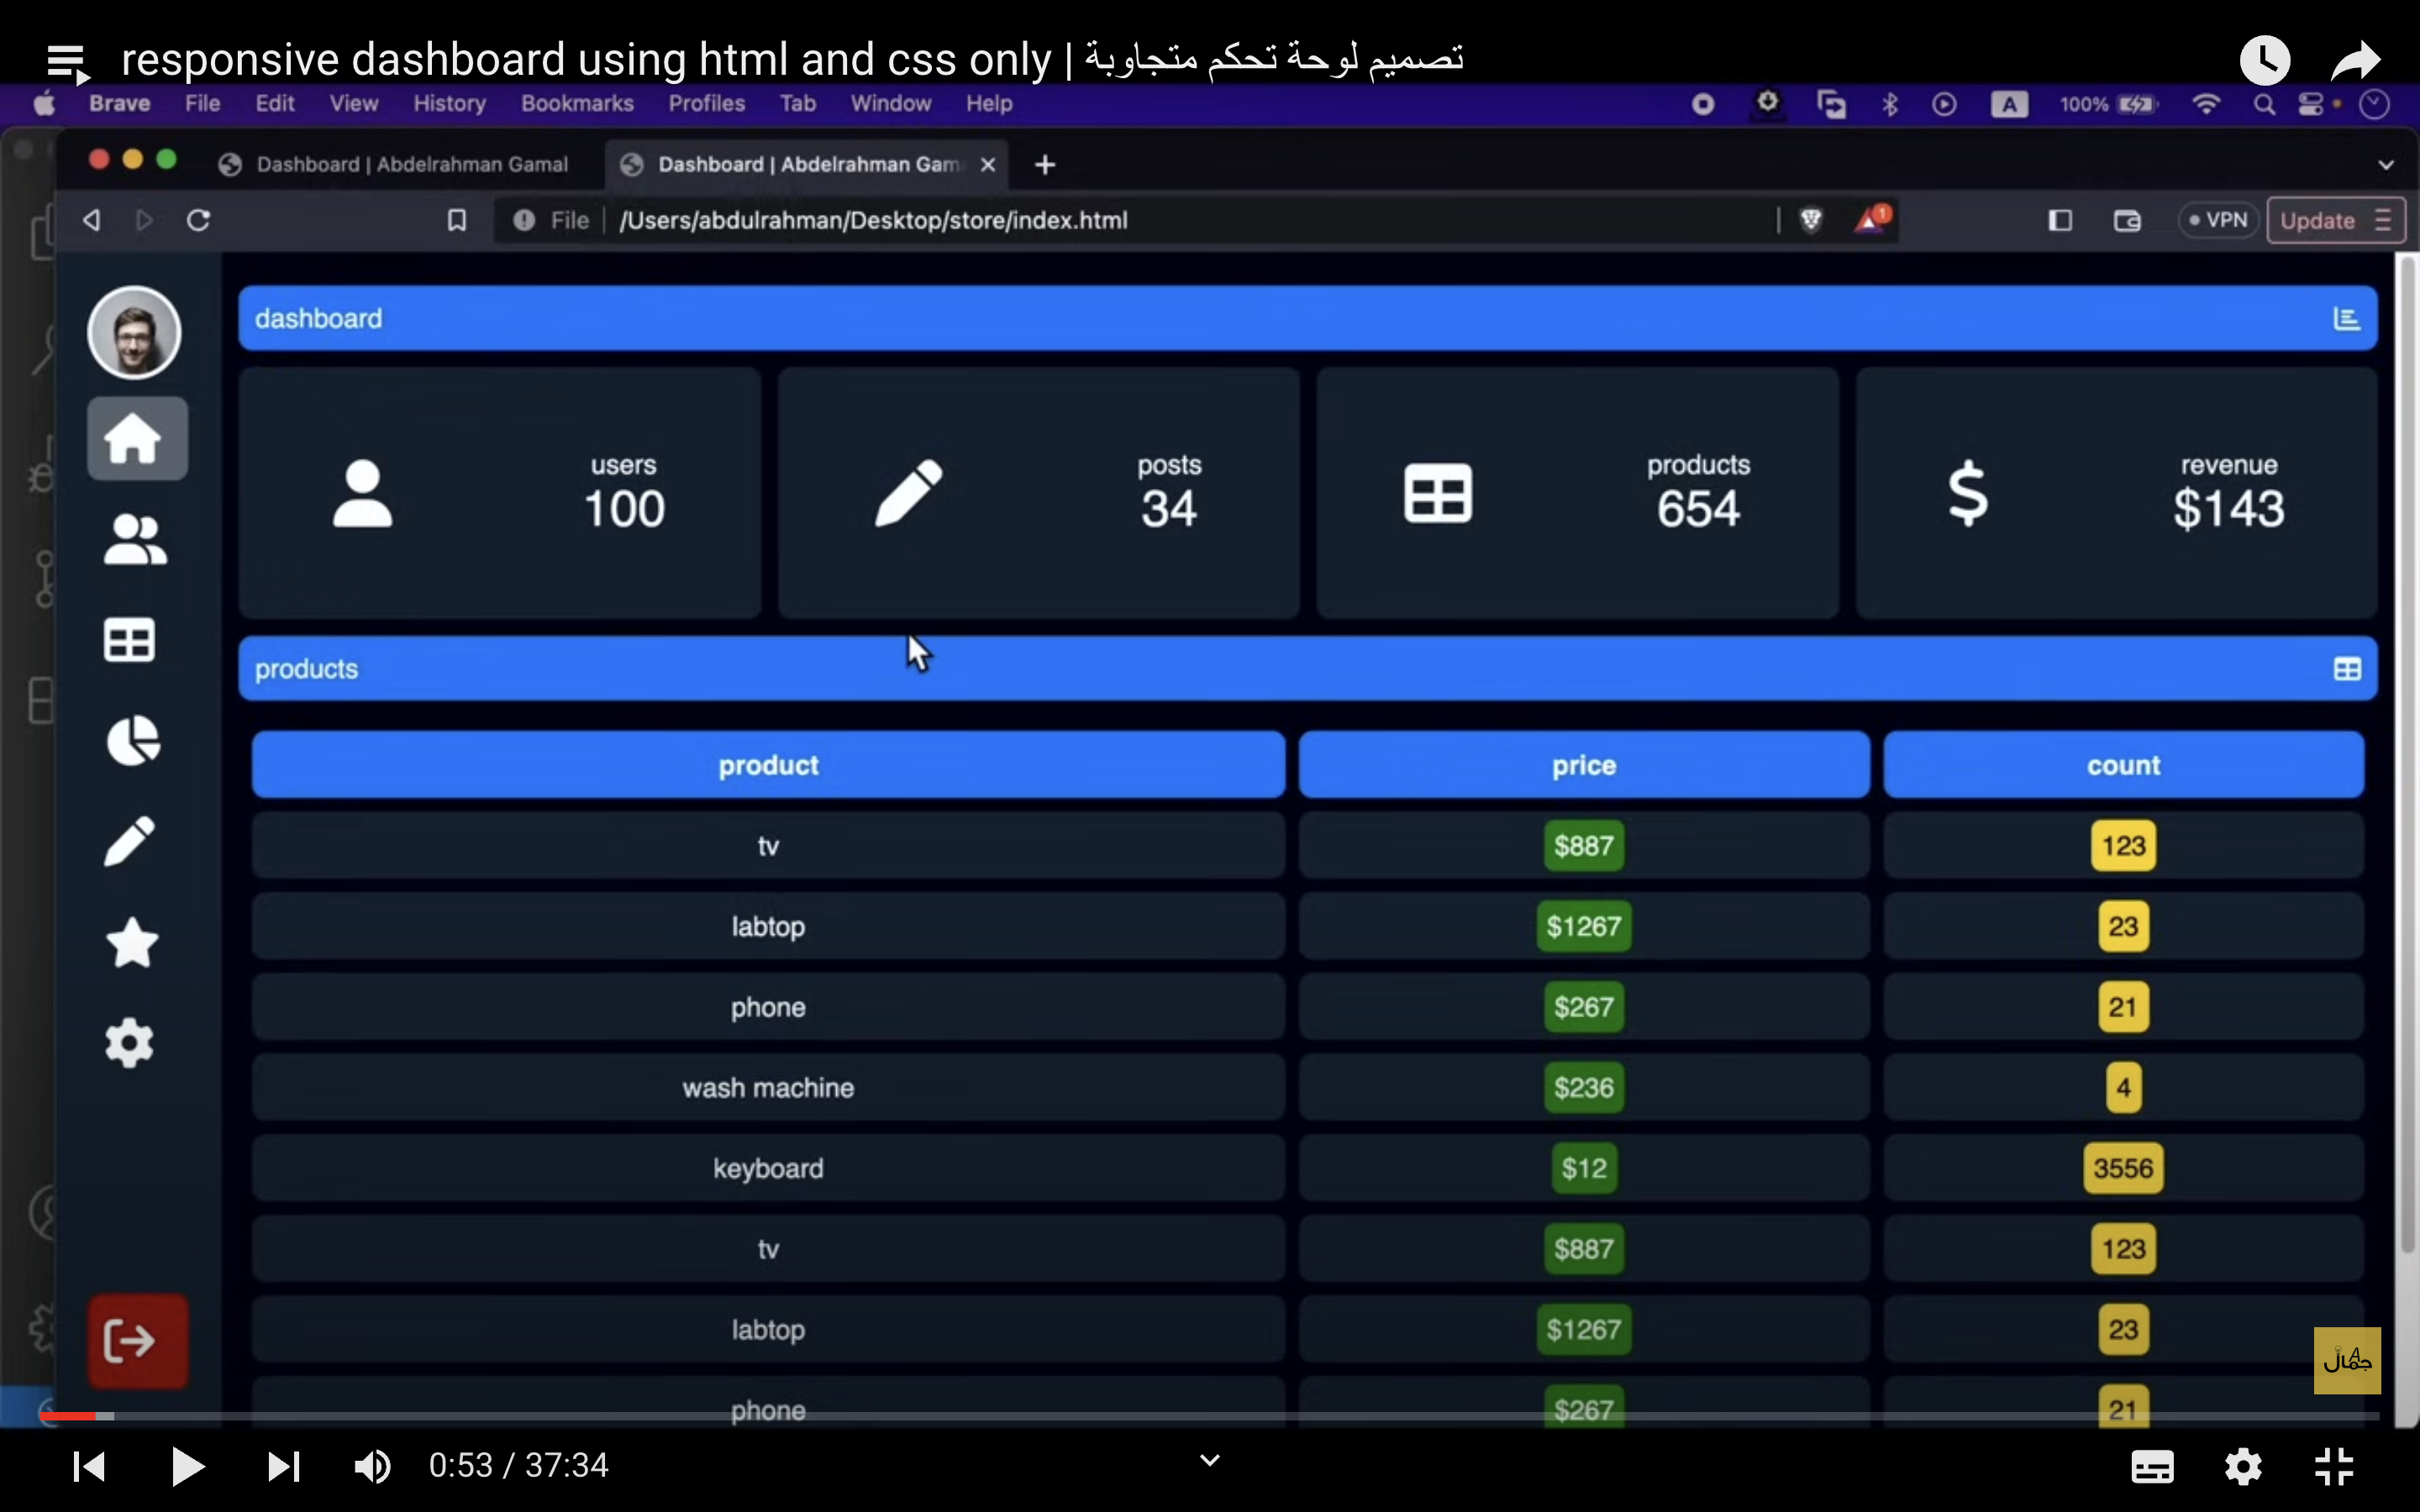 responsive dashboard using html and css only | تصميم لوحة تحكم متجاوبة
Brave File Edit View History Bookmarks Profiles Tab Window Help A 100%
Dashboard | Abdelrahman Gamal
Dashboard | Abdelrahman Gam
File /Users/abdulrahman/Desktop/store/index.html 1 VPN Update
dashboard
users
100
posts
34
products
654
revenue
$143
products
product price count
tv $887 123
labtop $1267 23
phone $267 21
wash machine $236 4
keyboard $12 3556
tv $887 123
labtop $1267 23
جمال
phone $267 21
0:53 / 37:34